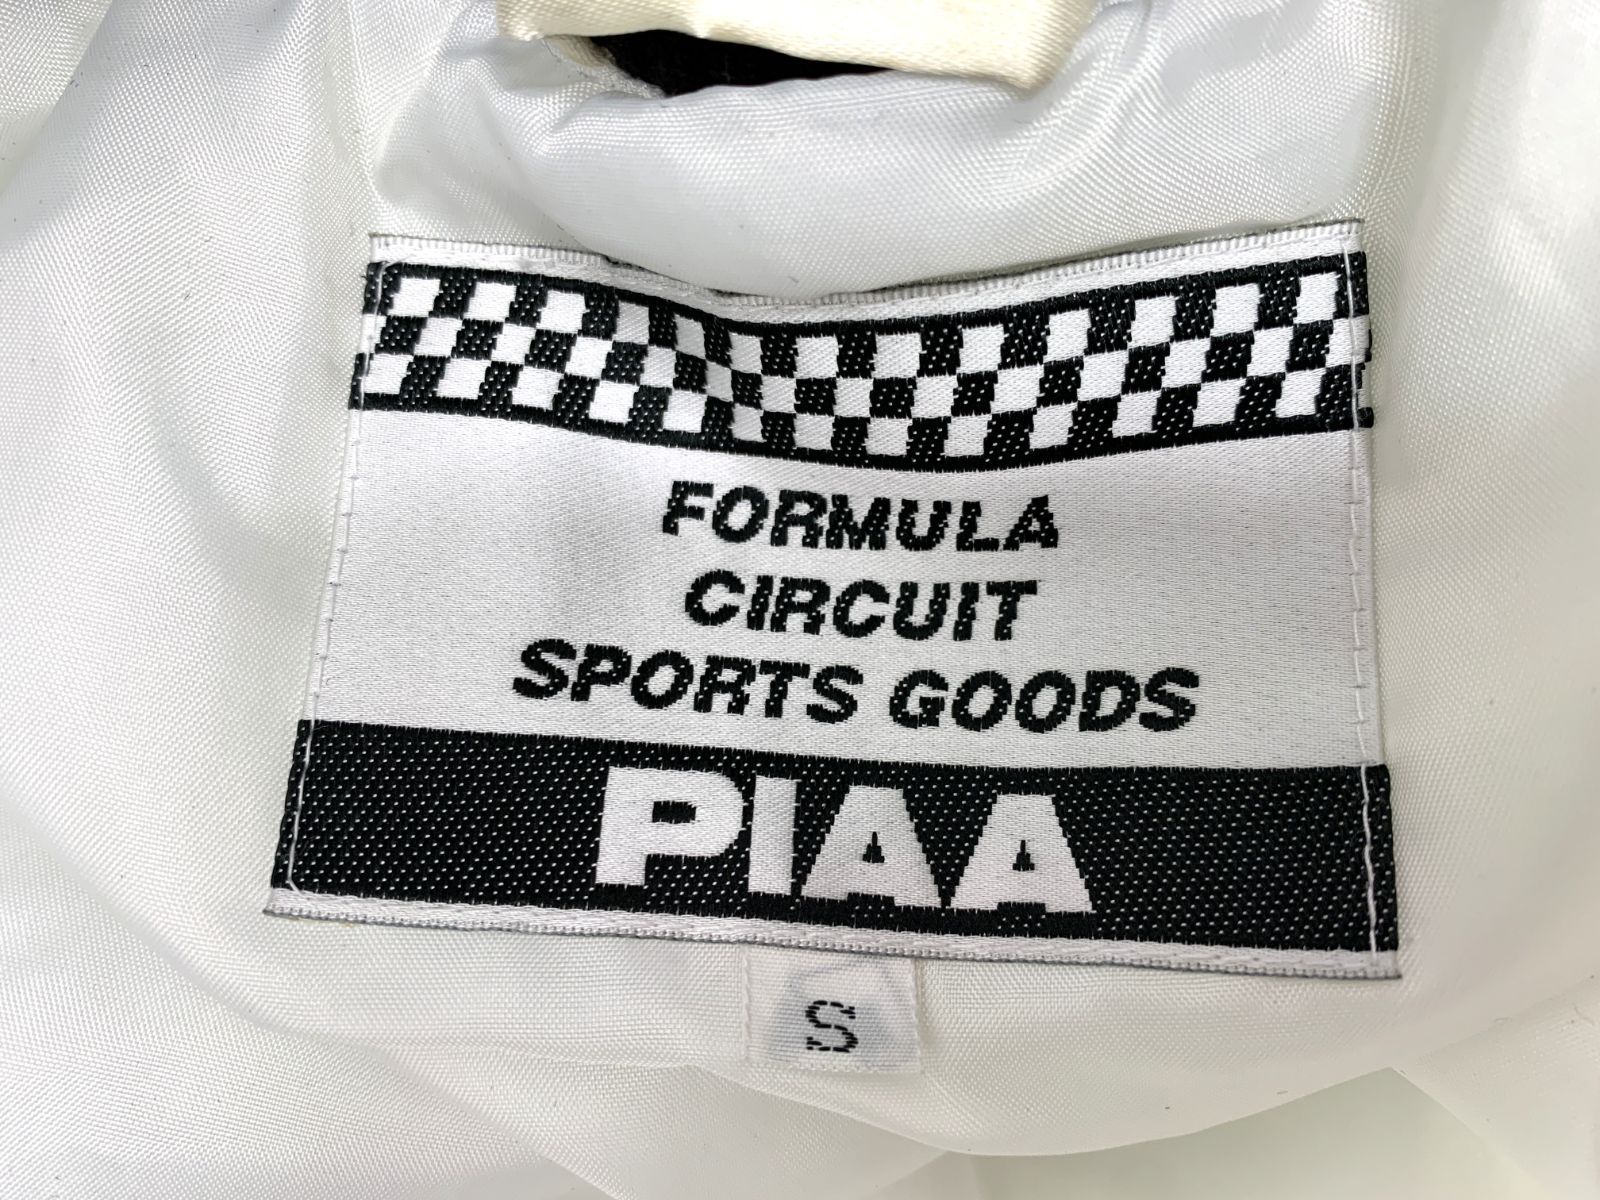 FORMULA
CIRCUIT
SPORTS GOODS
PIAA
S